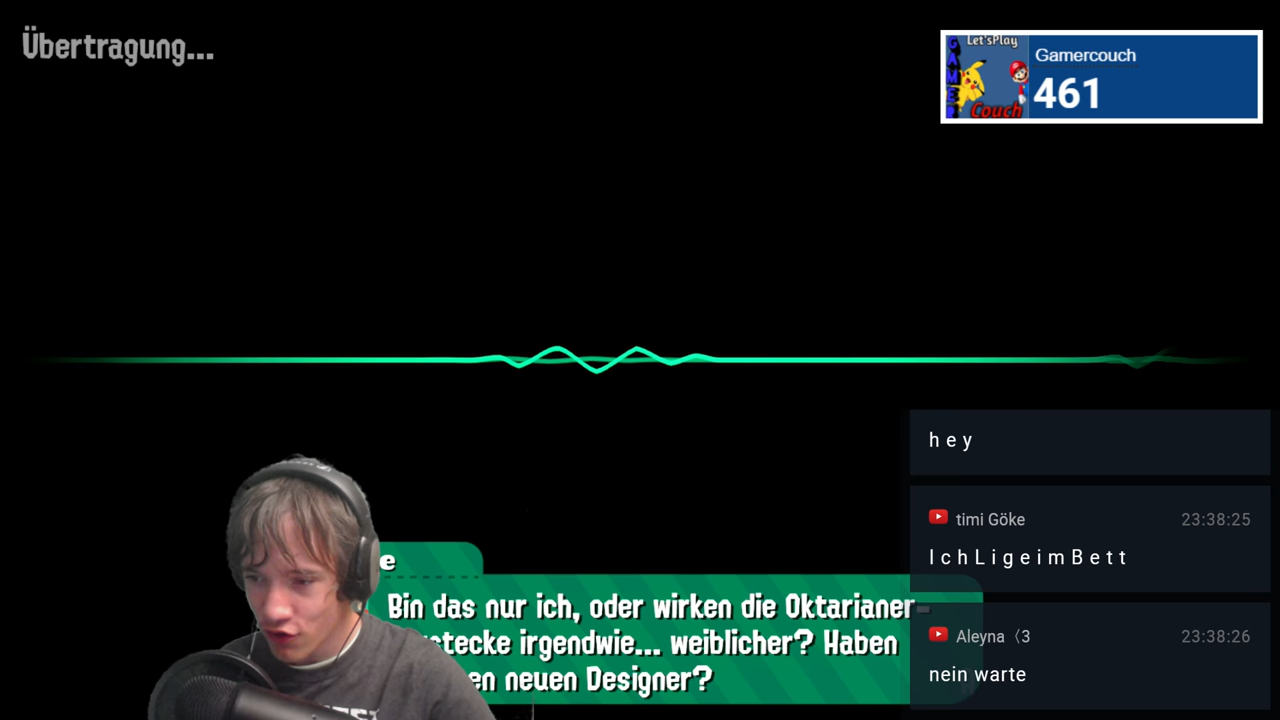 Übertragung...
Let'sPlay
GAMER
Couch
Gamercouch
461
h e y
timi Göke 23:38:25
I c h L i g e i m B e t t
Aleyna 〈3 23:38:26
nein warte
e
Bin das nur ich, oder wirken die Oktarianer-
stecke irgendwie... weiblicher? Haben
en neuen Designer?